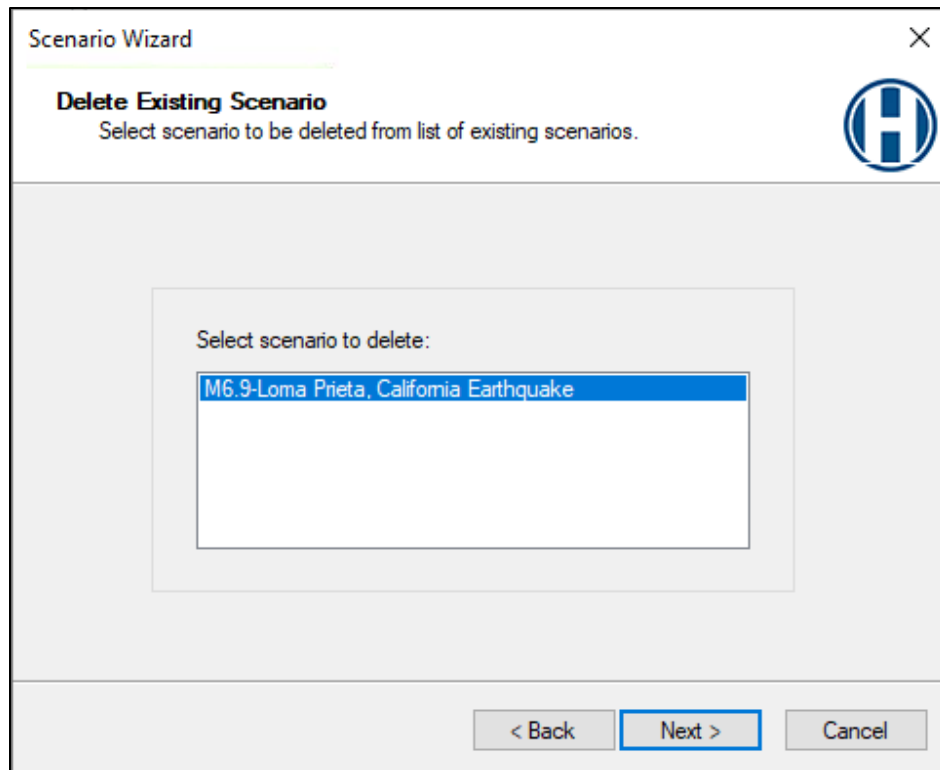 Scenario Wizard
Delete Existing Scenario
Select scenario to be deleted from list of existing scenarios.
H
Select scenario to delete:
M6.9-Loma Prieta, California Earthquake
< Back Next > Cancel